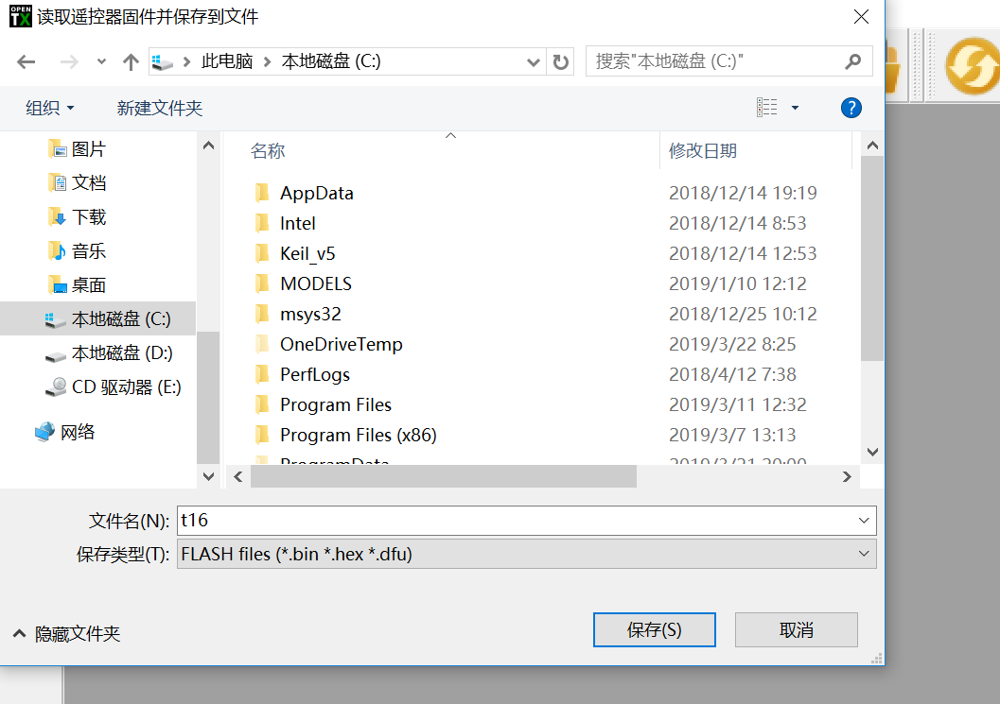 OPEN TX 读取遥控器固件并保存到文件
此电脑 本地磁盘 (C:) 搜索"本地磁盘 (C:)"
组织 新建文件夹
图片
文档
下载
音乐
桌面
本地磁盘 (C:)
本地磁盘 (D:)
CD 驱动器 (E:)
网络
名称 修改日期
AppData 2018/12/14 19:19
Intel 2018/12/14 8:53
Keil_v5 2018/12/14 12:53
MODELS 2019/1/10 12:12
msys32 2018/12/25 10:12
OneDriveTemp 2019/3/22 8:25
PerfLogs 2018/4/12 7:38
Program Files 2019/3/11 12:32
Program Files (x86) 2019/3/7 13:13
ProgramData 2019/3/21 20:00
文件名(N): t16
保存类型(T): FLASH files (*.bin *.hex *.dfu)
隐藏文件夹 保存(S) 取消